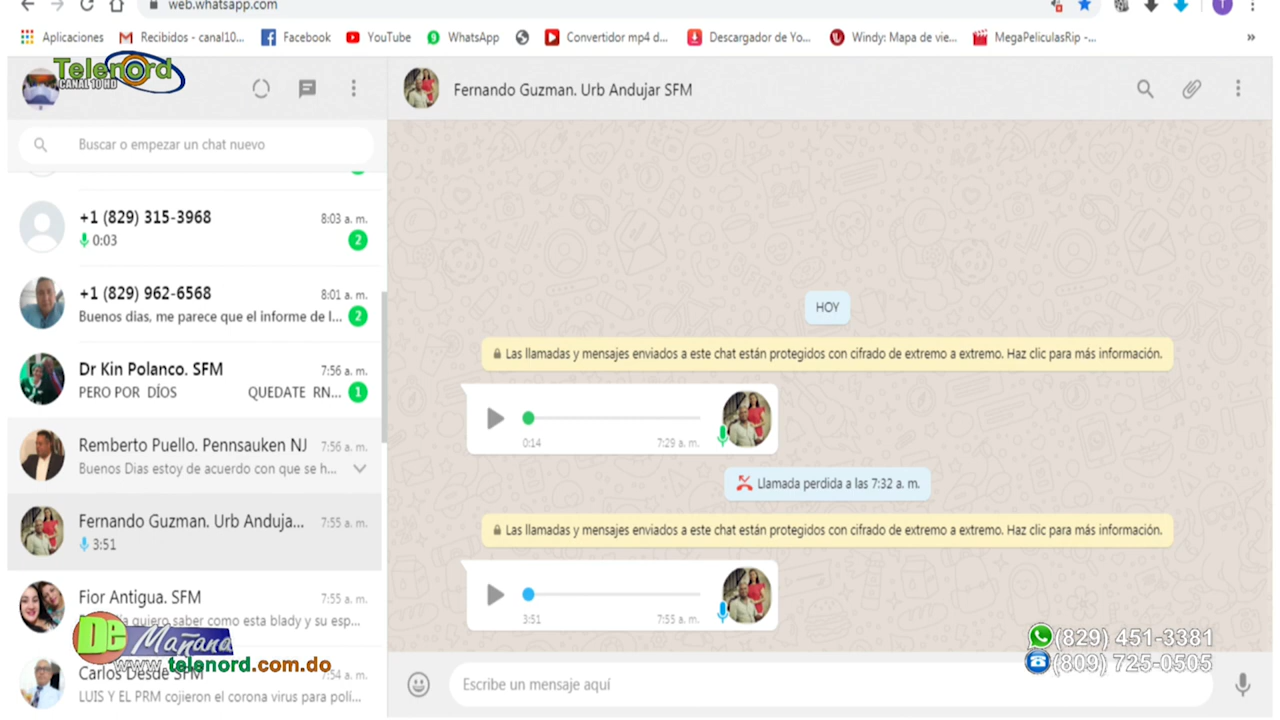 web.whatsapp.com
Aplicaciones
Recibidos - canal10...
Facebook
YouTube
WhatsApp
Convertidor mp4 d...
Descargador de Yo...
Windy: Mapa de vie...
MegaPeliculasRip -...
»
Telenord
CANAL 10 HD
Fernando Guzman. Urb Andujar SFM
Buscar o empezar un chat nuevo
+1 (829) 315-3968 8:03 a. m.
0:03 2
+1 (829) 962-6568 8:01 a. m.
Buenos dias, me parece que el informe de l... 2
Dr Kin Polanco. SFM 7:56 a. m.
PERO POR DÍOS QUEDATE RN... 1
Remberto Puello. Pennsauken NJ 7:56 a. m.
Buenos Dias estoy de acuerdo con que se h...
Fernando Guzman. Urb Anduja... 7:55 a. m.
3:51
Fior Antigua. SFM 7:55 a. m.
quiero saber como esta blady y su esp...
Carlos Desde SFM 7:54 a. m.
LUIS Y EL PRM cojieron el corona virus para polí...
De Mañana
www.telenord.com.do
HOY
Las llamadas y mensajes enviados a este chat están protegidos con cifrado de extremo a extremo. Haz clic para más información.
0:14 7:29 a. m.
Llamada perdida a las 7:32 a. m.
Las llamadas y mensajes enviados a este chat están protegidos con cifrado de extremo a extremo. Haz clic para más información.
3:51 7:55 a. m.
(829) 451-3381
(809) 725-0505
Escribe un mensaje aquí